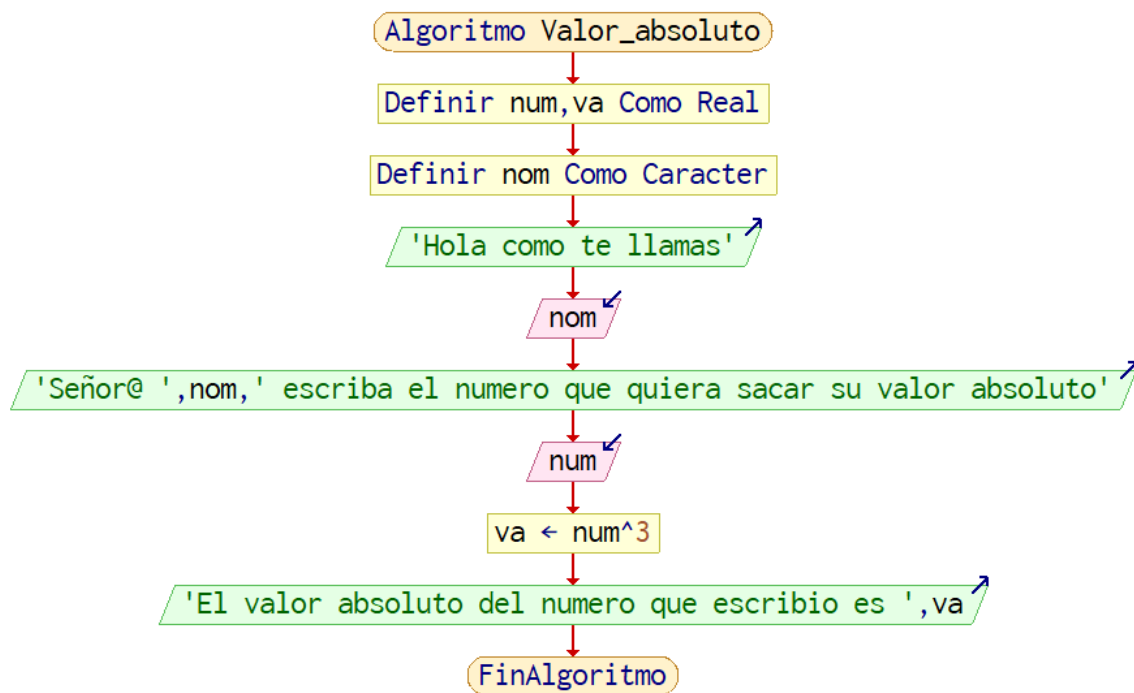 Algoritmo Valor_absoluto
Definir num,va Como Real
Definir nom Como Caracter
'Hola como te llamas'
nom
'Señor@ ',nom,' escriba el numero que quiera sacar su valor absoluto'
num
va ← num^3
'El valor absoluto del numero que escribio es ',va
FinAlgoritmo